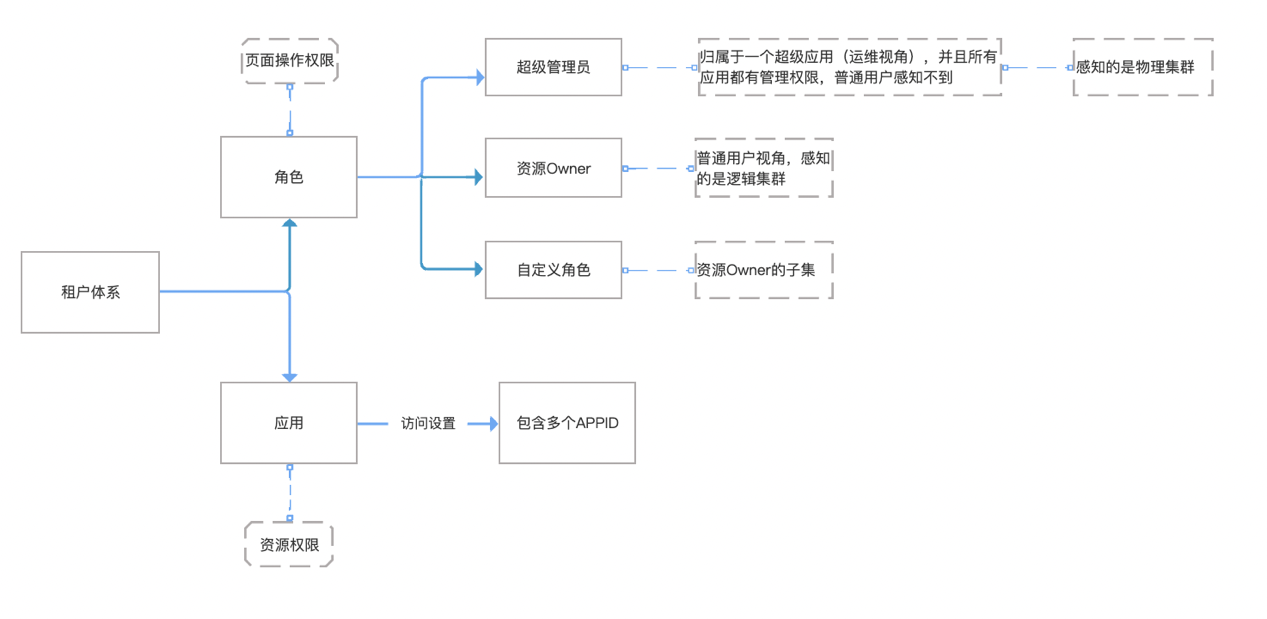 页面操作权限
超级管理员
归属于一个超级应用（运维视角），并且所有
应用都有管理权限，普通用户感知不到
感知的是物理集群
角色
资源Owner
普通用户视角，感知
的是逻辑集群
自定义角色
资源Owner的子集
租户体系
应用
访问设置
包含多个APPID
资源权限